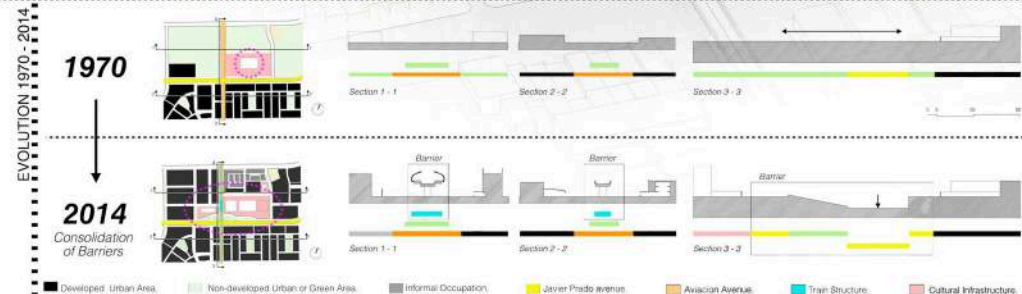 EVOLUTION 1970 - 2014
1970
Section 1 - 1
Section 2 - 2
Section 3 - 3
2014
Consolidation
of Barriers
Barrier
Barrier
Barrier
Section 1 - 1
Section 2 - 2
Section 3 - 3
Developed Urban Area.
Non-developed Urban or Green Area.
Informal Occupation.
Javier Prado avenue.
Aviacion Avenue.
Train Structure.
Cultural Infrastructure.